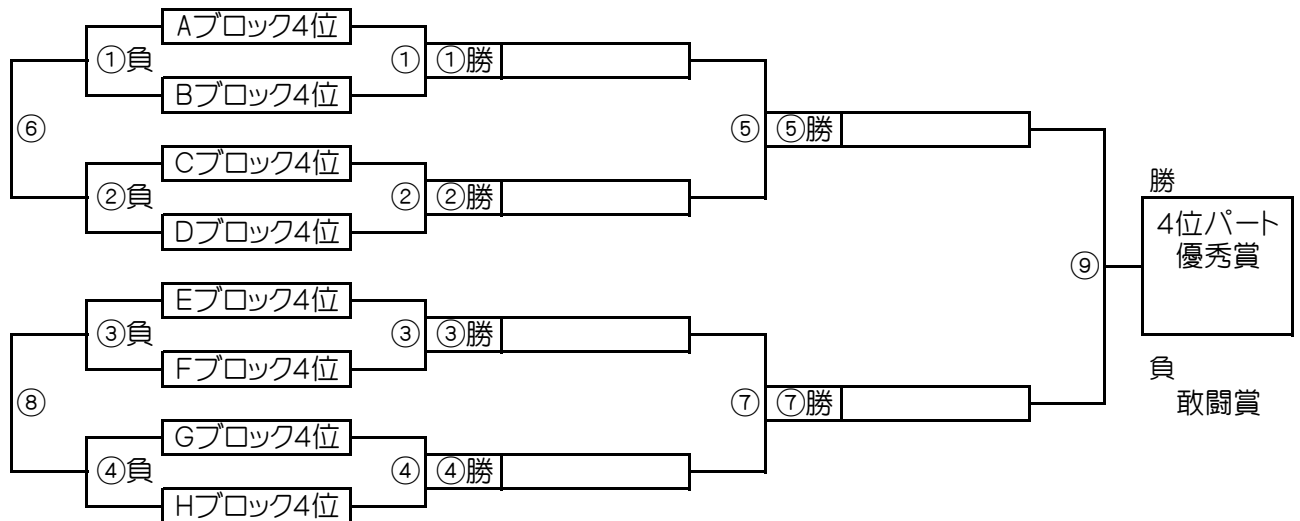 Aブロック4位
①負 ① ①勝
Bブロック4位
⑥ ⑤ ⑤勝
Cブロック4位
②負 ② ②勝
勝
Dブロック4位
4位パート
優秀賞
⑨
Eブロック4位
③負 ③ ③勝
Fブロック4位
負
⑧ ⑦ ⑦勝
敢闘賞
Gブロック4位
④負 ④ ④勝
Hブロック4位